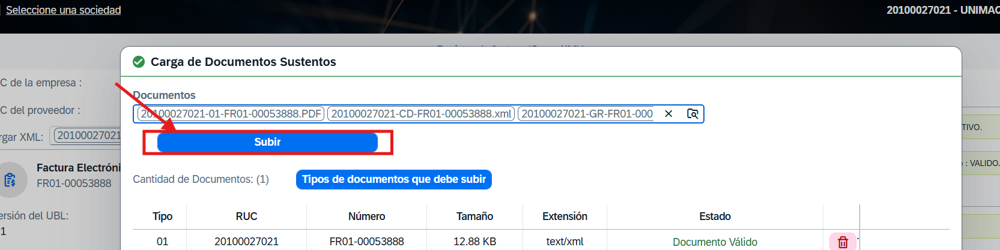 Seleccione una sociedad
20100027021 - UNIMAQ
Carga de Documentos Sustentos
C de la empresa :
Documentos
C del proveedor :
20100027021-01-FR01-00053888.PDF 20100027021-CD-FR01-00053888.xml 20100027021-GR-FR01-000
TIVO.
rgar XML: 20100027021
Subir
: VALIDO.
Factura Electróni
FR01-00053888
Cantidad de Documentos: (1) Tipos de documentos que debe subir
ersión del UBL:
Tipo RUC Número Tamaño Extensión Estado
1
01 20100027021 FR01-00053888 12.88 KB text/xml Documento Válido